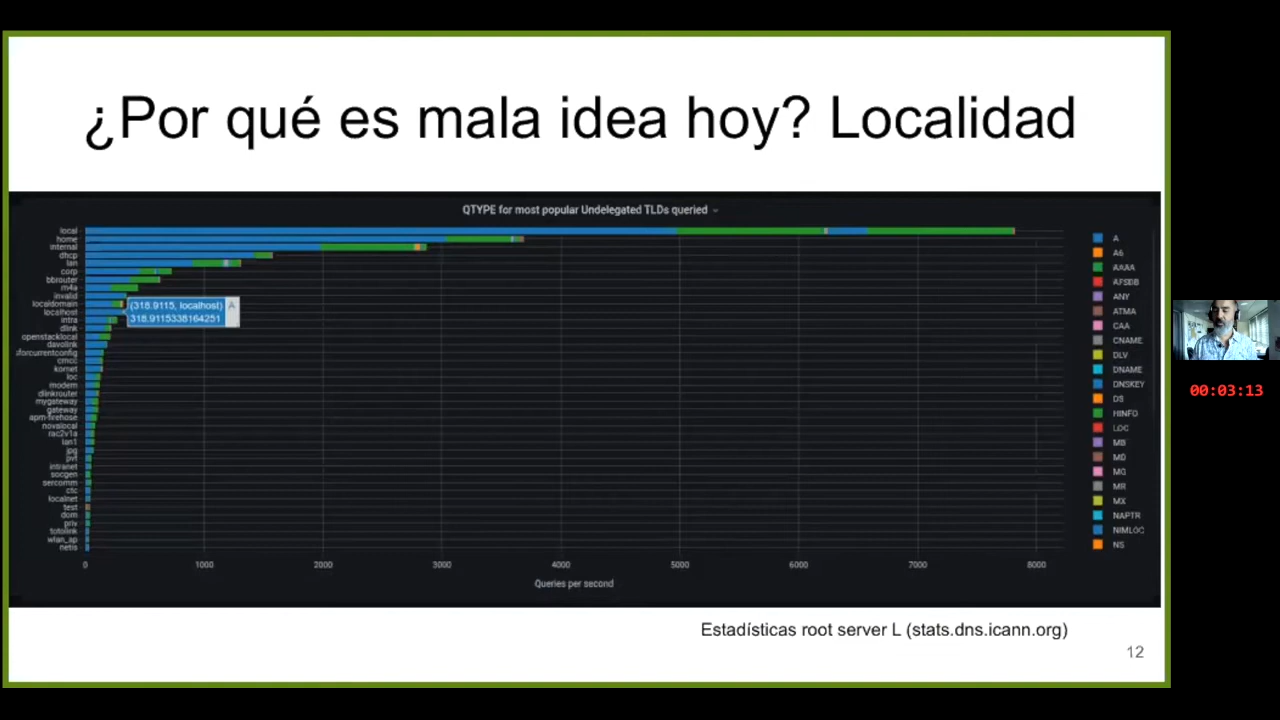 ¿Por qué es mala idea hoy? Localidad
QTYPE for most popular Undelegated TLDs queried
local
home
internal
dhcp
lan
corp
bbrouter
m4a
invalid
localdomain
localhost
intra
dlink
openstacklocal
davolink
sforcurrentconfig
cmcc
kornet
loc
modem
dlinkrouter
mygateway
gateway
apm-firehose
novalocal
rac2v1a
lan1
jpg
pvt
intranet
socgen
sercomm
ctc
localnet
test
dom
priv
totolink
wlan_ap
netis
(318.9115, localhost)
318.9115338164251
A
0 1000 2000 3000 4000 5000 6000 7000 8000
Queries per second
A
A6
AAAA
AFSDB
ANY
ATMA
CAA
CNAME
DLV
DNAME
DNSKEY
DS
HINFO
LOC
MB
MD
MG
MR
MX
NAPTR
NIMLOC
NS
Estadísticas root server L (stats.dns.icann.org)
12
00:03:13